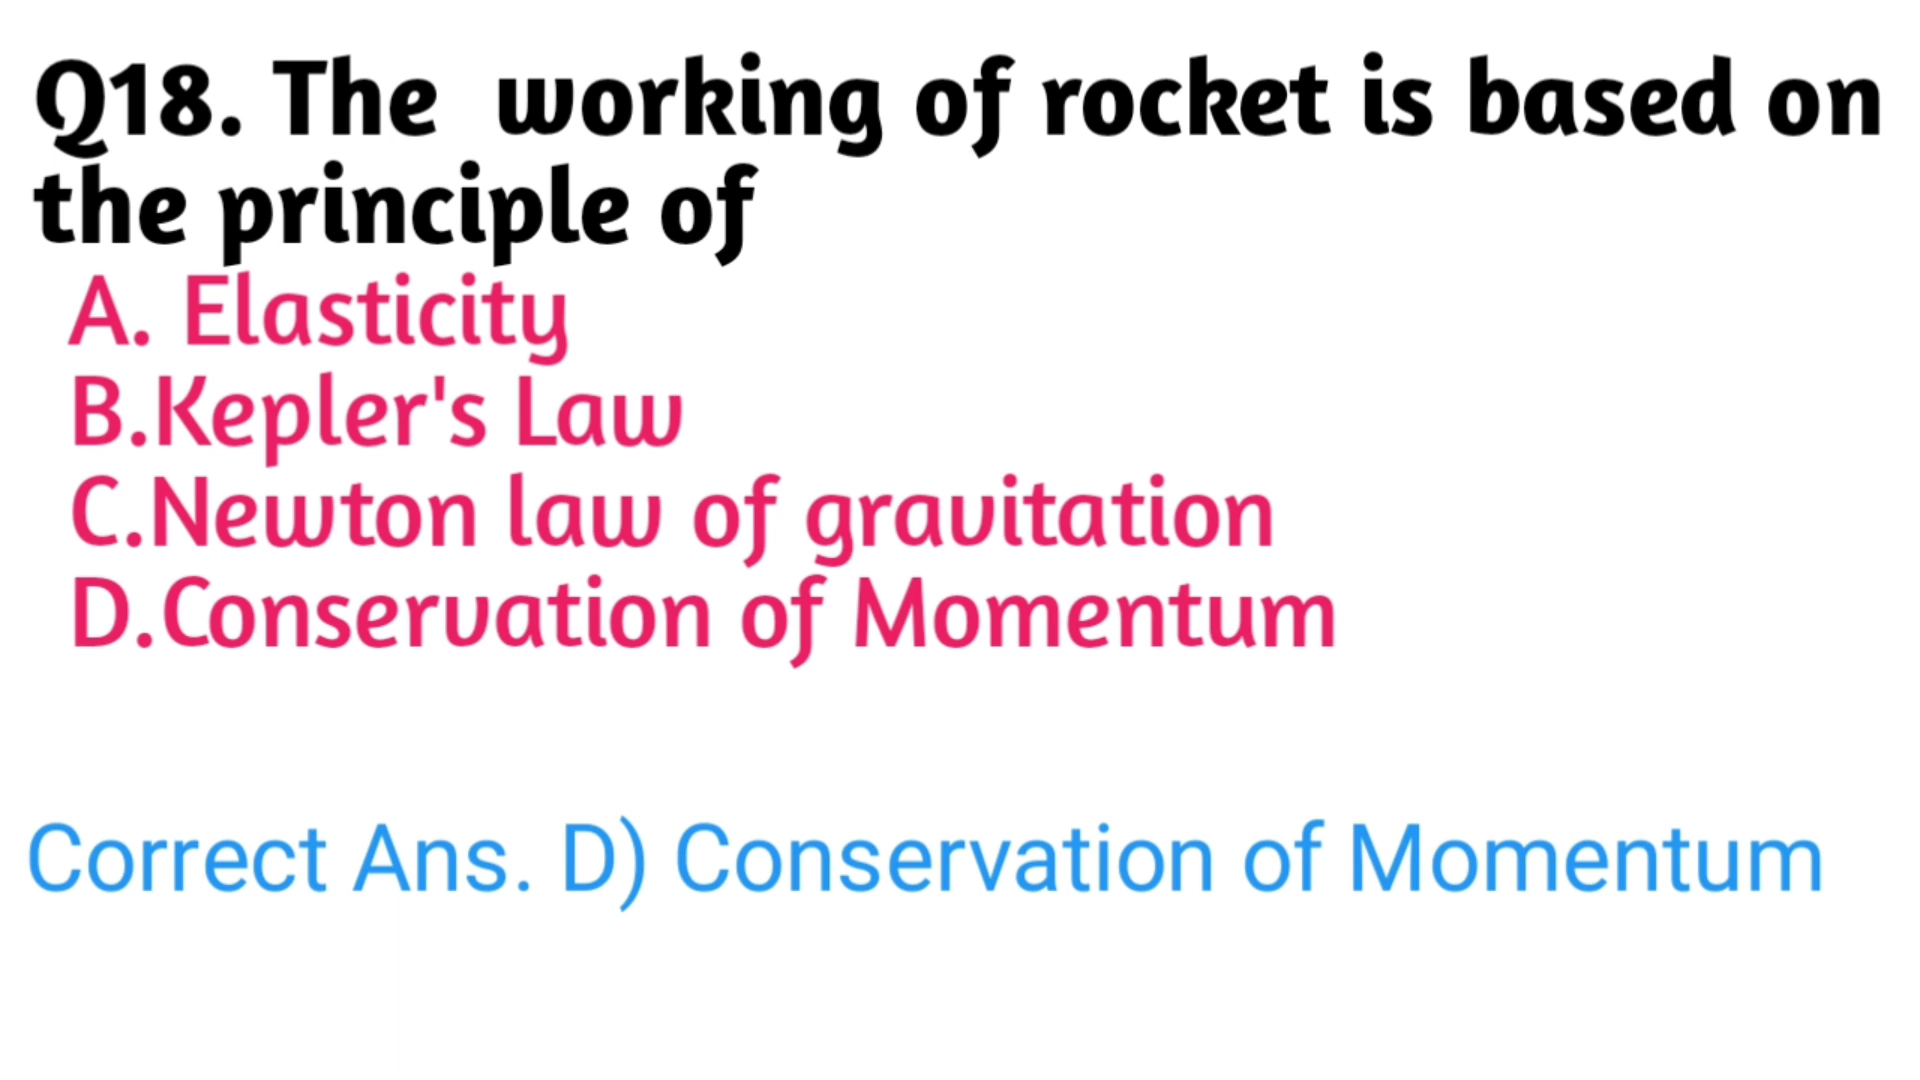 Q18. The  working of rocket is based on
the principle of
A. Elasticity
B.Kepler's Law
C.Newton law of gravitation
D.Conservation of Momentum
Correct Ans. D) Conservation of Momentum